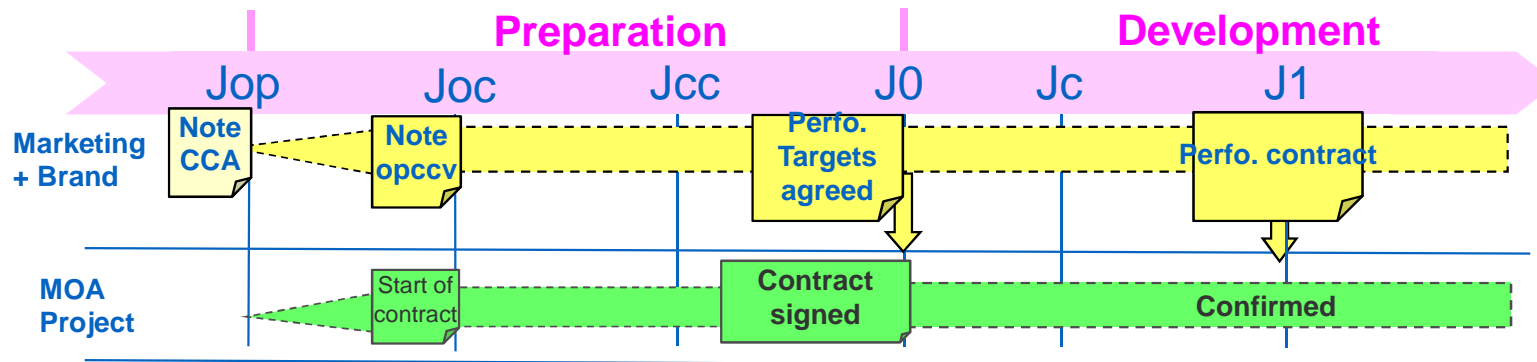 Preparation
Development
Jop
Joc
Jcc
J0
Jc
J1
Marketing
+ Brand
Note
CCA
Note
opccv
Perfo.
Targets
agreed
Perfo. contract
MOA
Project
Start of
contract
Contract
signed
Confirmed